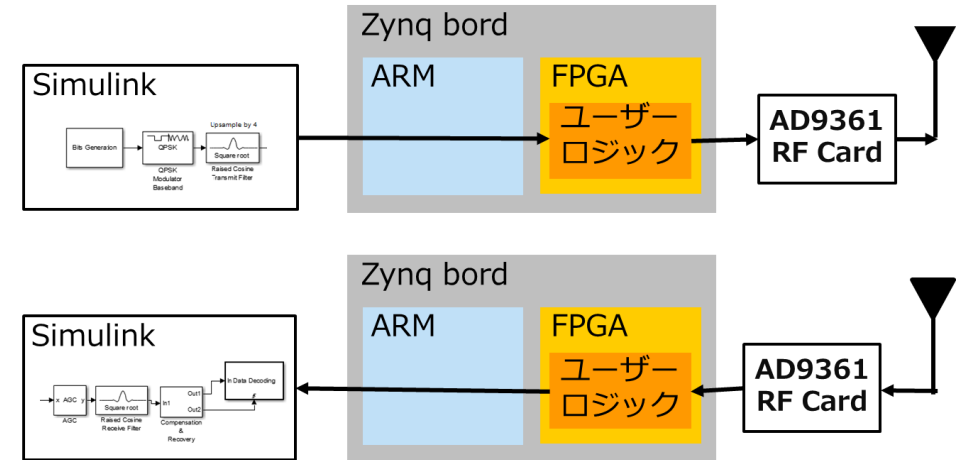 Zynq bord
Simulink
ARM
FPGA
ユーザー
ロジック
AD9361
RF Card
Upsample by 4
Bits Generation
QPSK
Square root
QPSK
Modulator
Baseband
Raised Cosine
Transmit Filter
Zynq bord
Simulink
ARM
FPGA
ユーザー
ロジック
AD9361
RF Card
x AGC y
AGC
Square root
Raised Cosine
Receive Filter
In1
Out1
Out2
Compensation
&
Recovery
In Data Decoding